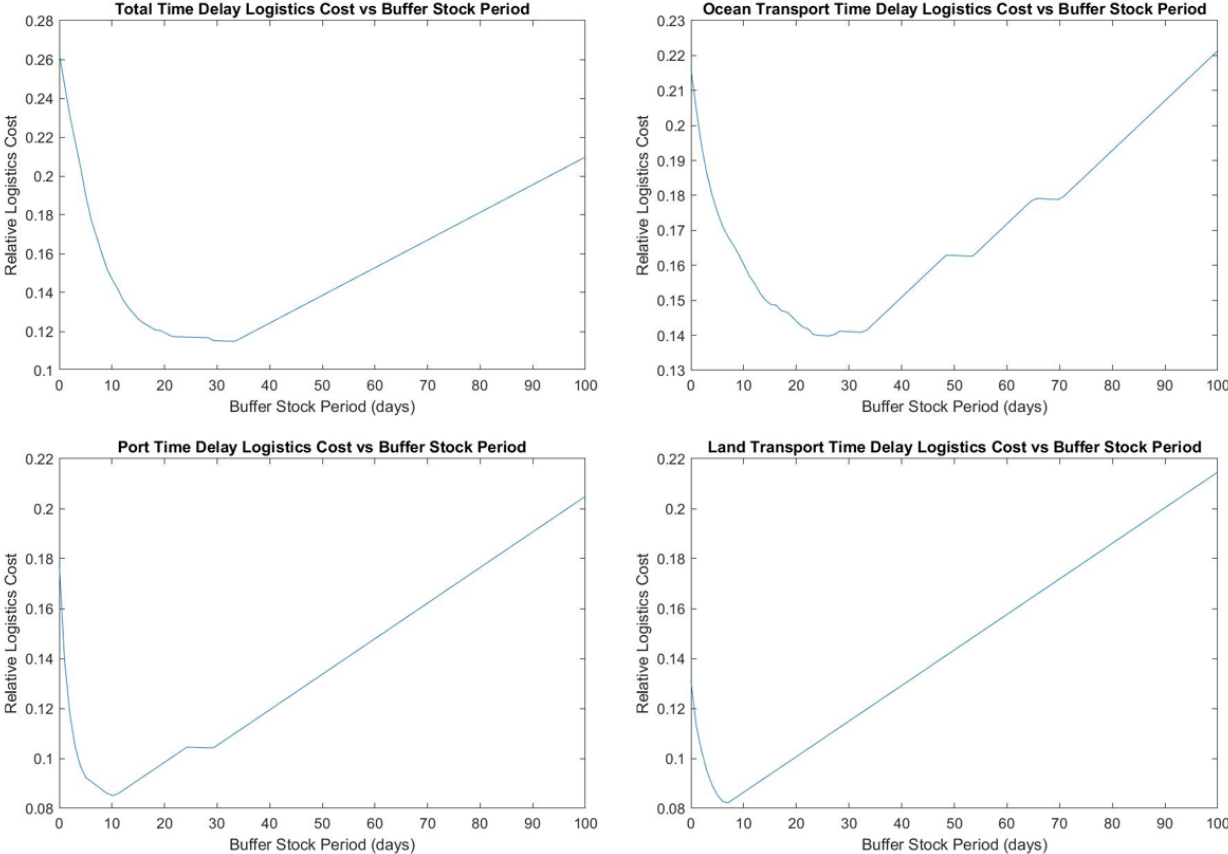 Total Time Delay Logistics Cost vs Buffer Stock Period
0.28
0.26
0.24
0.22
0.2
0.18
0.16
0.14
0.12
0.1
Relative Logistics Cost
0 10 20 30 40 50 60 70 80 90 100
Buffer Stock Period (days)
Ocean Transport Time Delay Logistics Cost vs Buffer Stock Period
0.23
0.22
0.21
0.2
0.19
0.18
0.17
0.16
0.15
0.14
0.13
Relative Logistics Cost
0 10 20 30 40 50 60 70 80 90 100
Buffer Stock Period (days)
Port Time Delay Logistics Cost vs Buffer Stock Period
0.22
0.2
0.18
0.16
0.14
0.12
0.1
0.08
Relative Logistics Cost
0 10 20 30 40 50 60 70 80 90 100
Buffer Stock Period (days)
Land Transport Time Delay Logistics Cost vs Buffer Stock Period
0.22
0.2
0.18
0.16
0.14
0.12
0.1
0.08
Relative Logistics Cost
0 10 20 30 40 50 60 70 80 90 100
Buffer Stock Period (days)